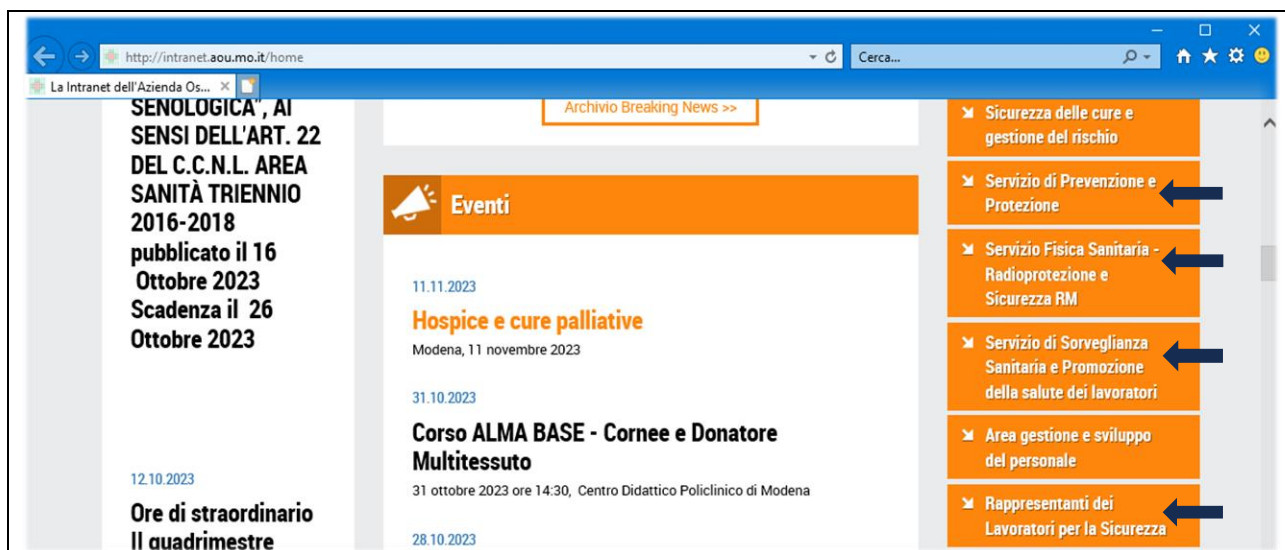 http://intranet.aou.mo.it/home
Cerca...
La Intranet dell'Azienda Os...
SENOLOGICA", AI
SENSI DELL'ART. 22
DEL C.C.N.L. AREA
SANITÀ TRIENNIO
2016-2018
pubblicato il 16
Ottobre 2023
Scadenza il 26
Ottobre 2023
12.10.2023
Ore di straordinario
II quadrimestre
Archivio Breaking News >>
Eventi
11.11.2023
Hospice e cure palliative
Modena, 11 novembre 2023
31.10.2023
Corso ALMA BASE - Cornee e Donatore
Multitessuto
31 ottobre 2023 ore 14:30, Centro Didattico Policlinico di Modena
28.10.2023
Sicurezza delle cure e
gestione del rischio
Servizio di Prevenzione e
Protezione
Servizio Fisica Sanitaria -
Radioprotezione e
Sicurezza RM
Servizio di Sorveglianza
Sanitaria e Promozione
della salute dei lavoratori
Area gestione e sviluppo
del personale
Rappresentanti dei
Lavoratori per la Sicurezza